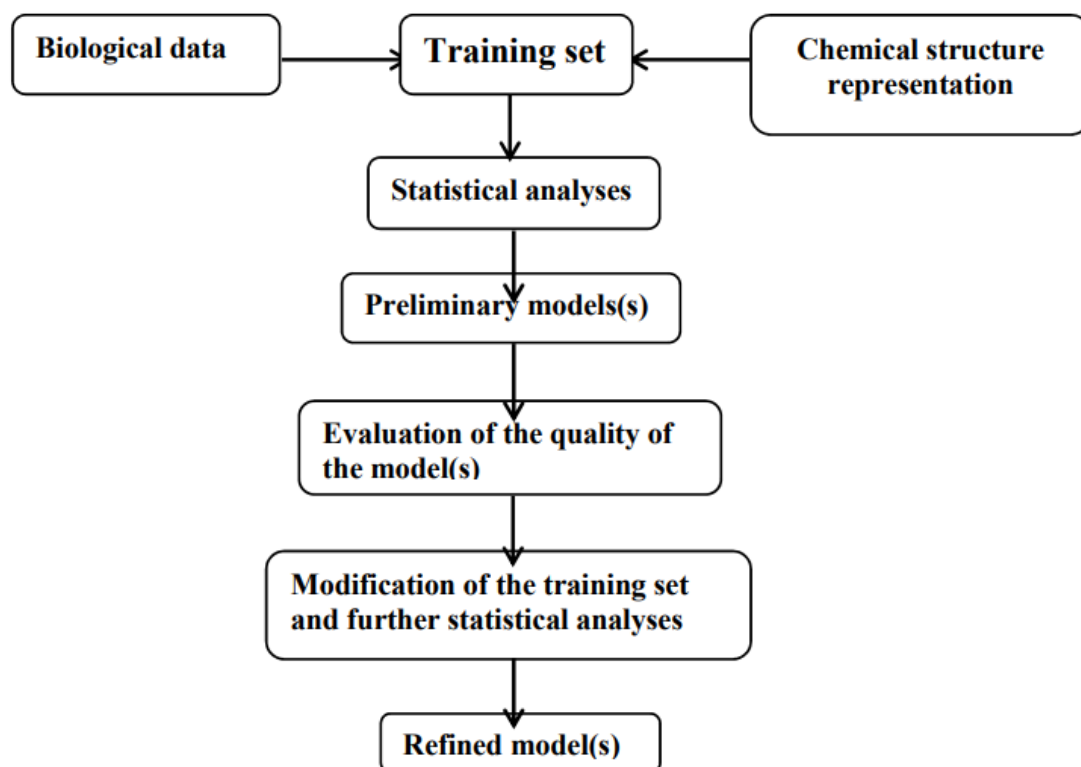 Biological data
Training set
Chemical structure
representation
Statistical analyses
Preliminary models(s)
Evaluation of the quality of
the model(s)
Modification of the training set
and further statistical analyses
Refined model(s)